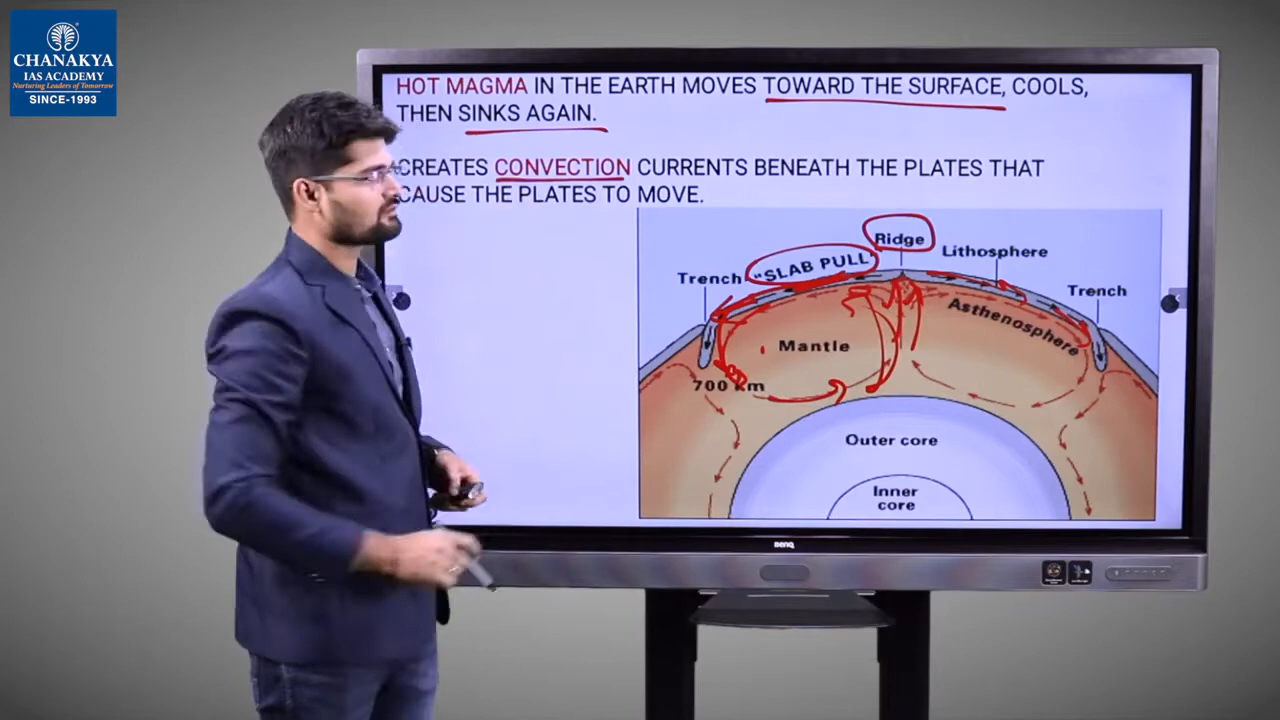 CHANAKYA
IAS ACADEMY
Nurturing Leaders of Tomorrow
SINCE-1993
HOT MAGMA IN THE EARTH MOVES TOWARD THE SURFACE, COOLS,
THEN SINKS AGAIN.
CREATES CONVECTION CURRENTS BENEATH THE PLATES THAT
CAUSE THE PLATES TO MOVE.
Ridge
"SLAB PULL"
Lithosphere
Trench
Trench
Asthenosphere
Mantle
700 km
Outer core
Inner
core
BenQ